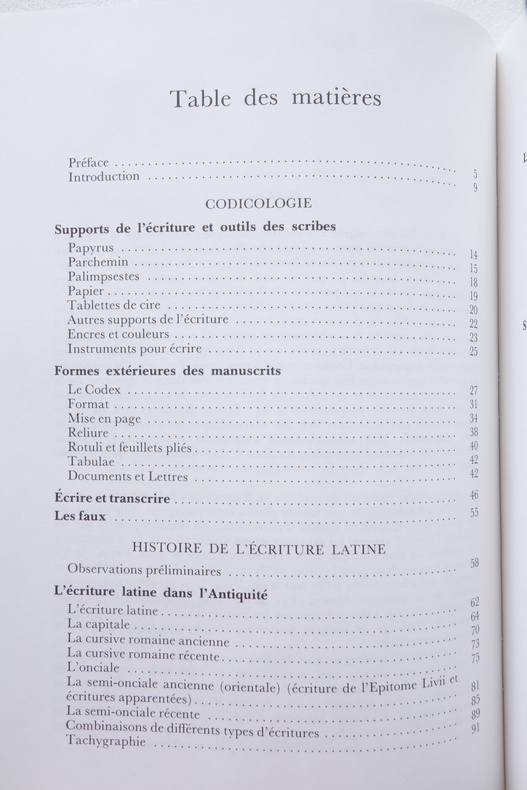 Table des matières
Préface ........ 5
Introduction ........ 9
CODICOLOGIE
Supports de l'écriture et outils des scribes
Papyrus ........ 14
Parchemin ........ 15
Palimpsestes ........ 18
Papier ........ 19
Tablettes de cire ........ 20
Autres supports de l'écriture ........ 22
Encres et couleurs ........ 23
Instruments pour écrire ........ 25
Formes extérieures des manuscrits
Le Codex ........ 27
Format ........ 31
Mise en page ........ 34
Reliure ........ 38
Rotuli et feuillets pliés ........ 40
Tabulae ........ 42
Documents et Lettres ........ 42
Écrire et transcrire ........ 46
Les faux ........ 55
HISTOIRE DE L'ÉCRITURE LATINE
Observations préliminaires ........ 58
L'écriture latine dans l'Antiquité
L'écriture latine ........ 62
La capitale ........ 64
La cursive romaine ancienne ........ 70
La cursive romaine récente ........ 73
L'onciale ........ 75
La semi-onciale ancienne (orientale) (écriture de l'Epitome Livii et
écritures apparentées) ........ 81
La semi-onciale récente ........ 85
Combinaisons de différents types d'écritures ........ 89
Tachygraphie ........ 91